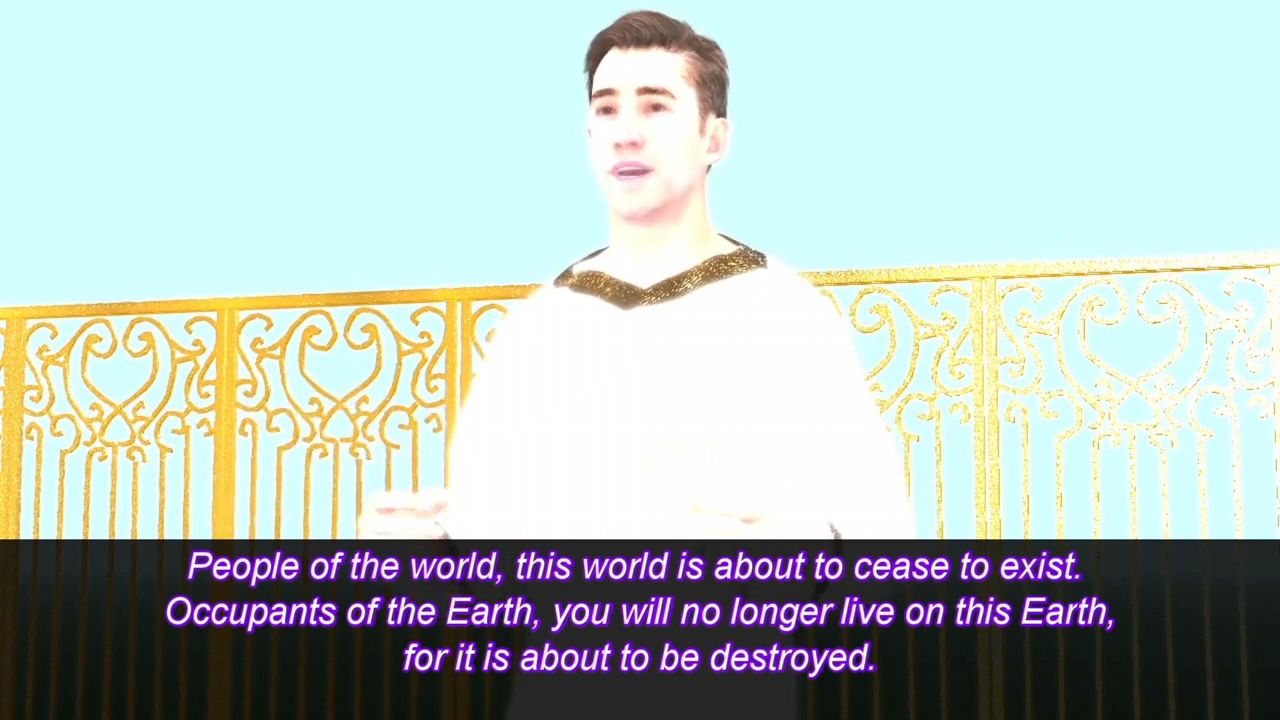 People of the world, this world is about to cease to exist.
Occupants of the Earth, you will no longer live on this Earth,
for it is about to be destroyed.